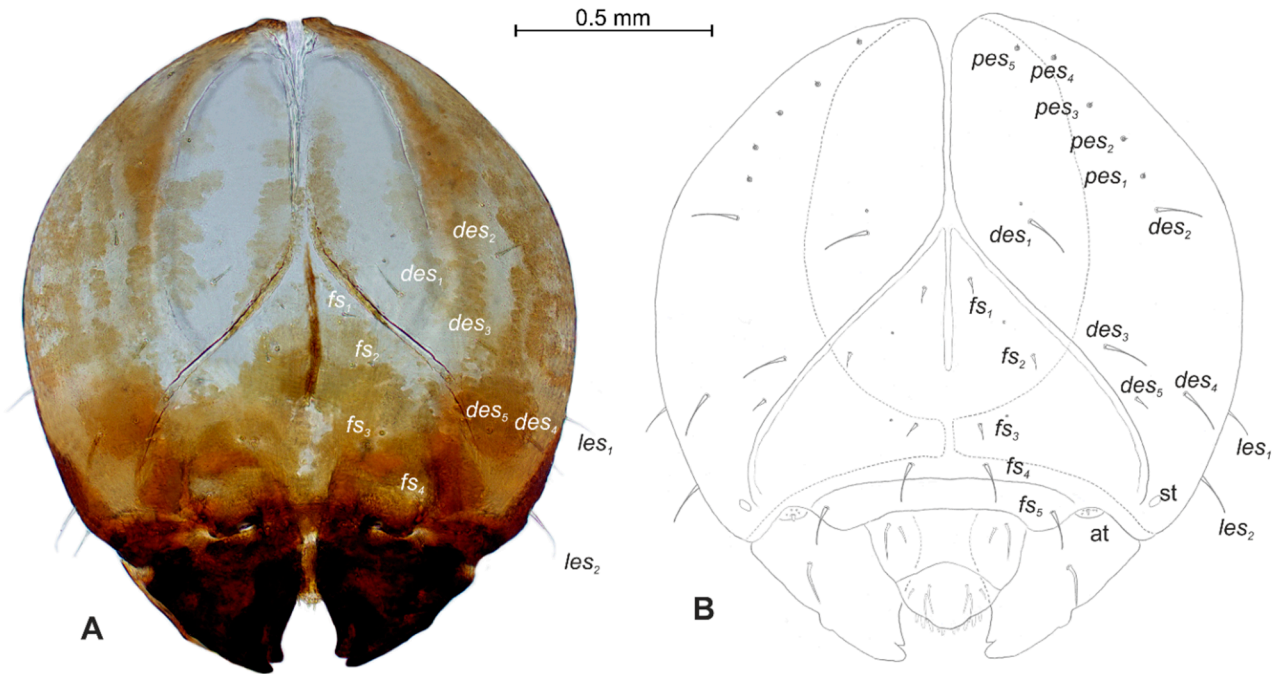 0.5 mm
des₂
des₁
fs₁
des₃
fs₂
des₅ des₄
fs₃
les₁
fs₄
les₂
A
pes₅ pes₄
pes₃
pes₂
pes₁
des₁ des₂
fs₁
des₃
fs₂
des₅ des₄
fs₃
les₁
fs₄
st
fs₅
les₂
at
B